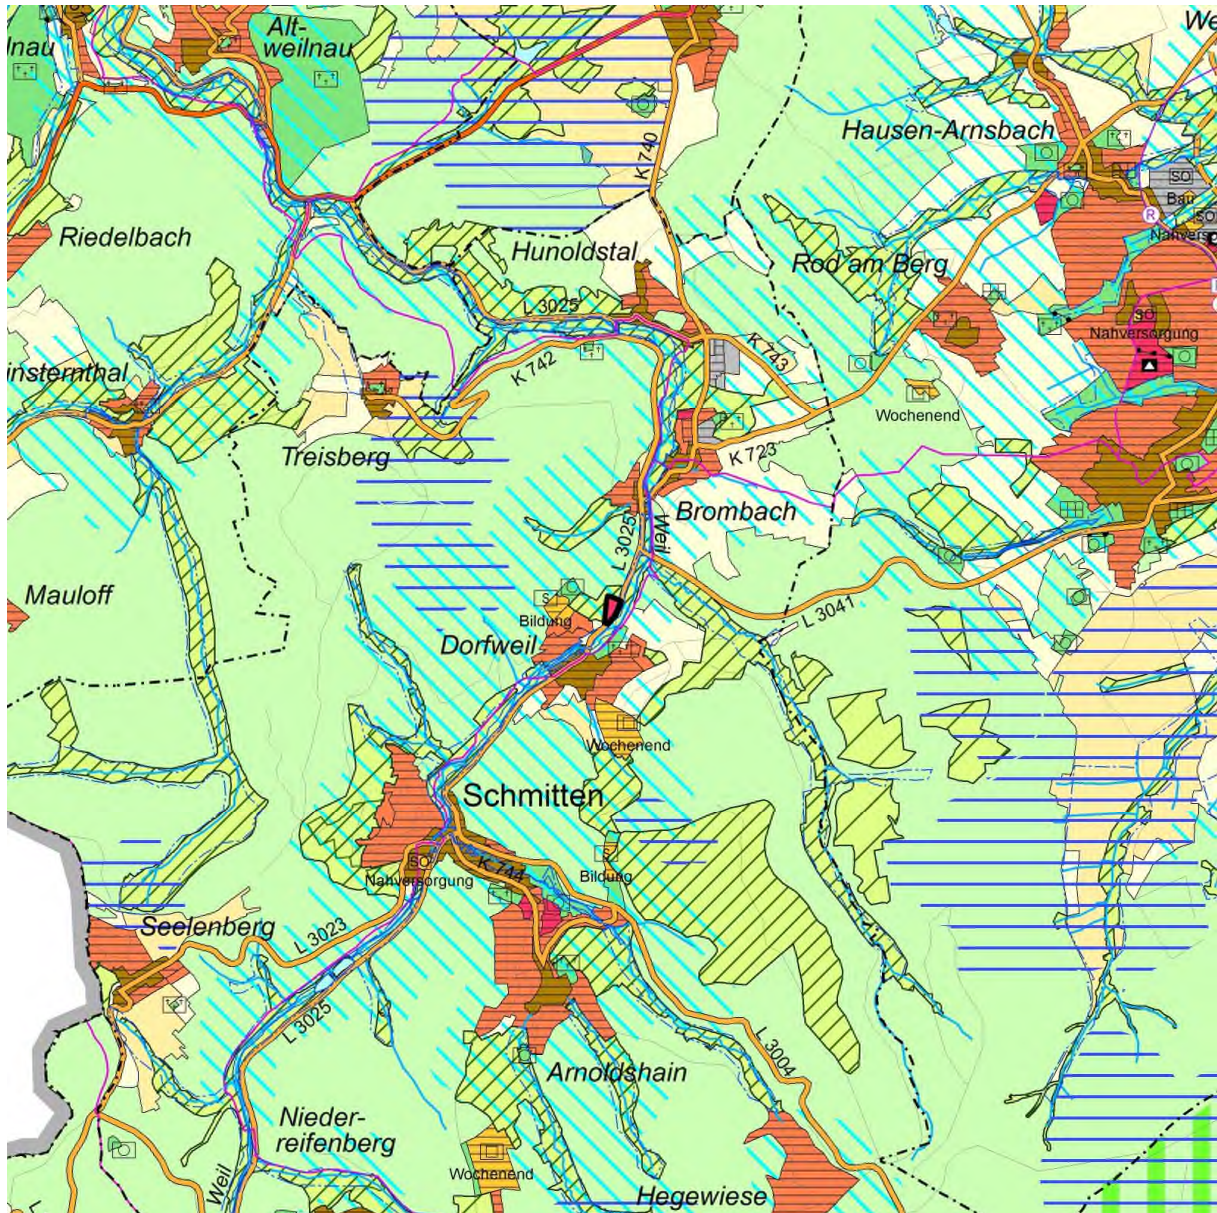 Alt-
weilnau
lnau
We
Hausen-Arnsbach
K 740
SO
Bau
SO
R
Nahvers
Riedelbach
Hunoldstal
Rod am Berg
L 3025
SO
Nahversorgung
K 743
K 742
insternthal
Wochenend
Treisberg
K 723
Brombach
L 3025
Weil
Mauloff
L 3041
S
Bildung
Dorfweil
Wochenend
Schmitten
S
Bildung
SO
Nahversorgung
K 744
Seelenberg
L 3023
L 3025
L 3004
Arnoldshain
Nieder-
reifenberg
Weil
Wochenend
Hegewiese